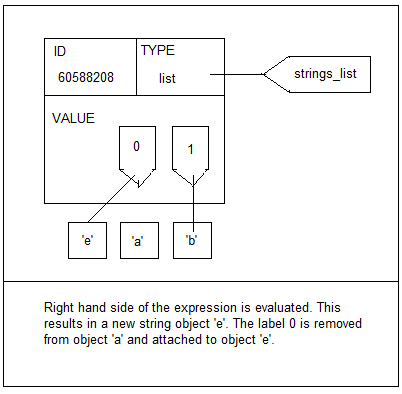 ID
TYPE
60588208
list
strings_list
VALUE
0
1
'e'
'a'
'b'
Right hand side of the expression is evaluated. This
results in a new string object 'e'. The label 0 is removed
from object 'a' and attached to object 'e'.